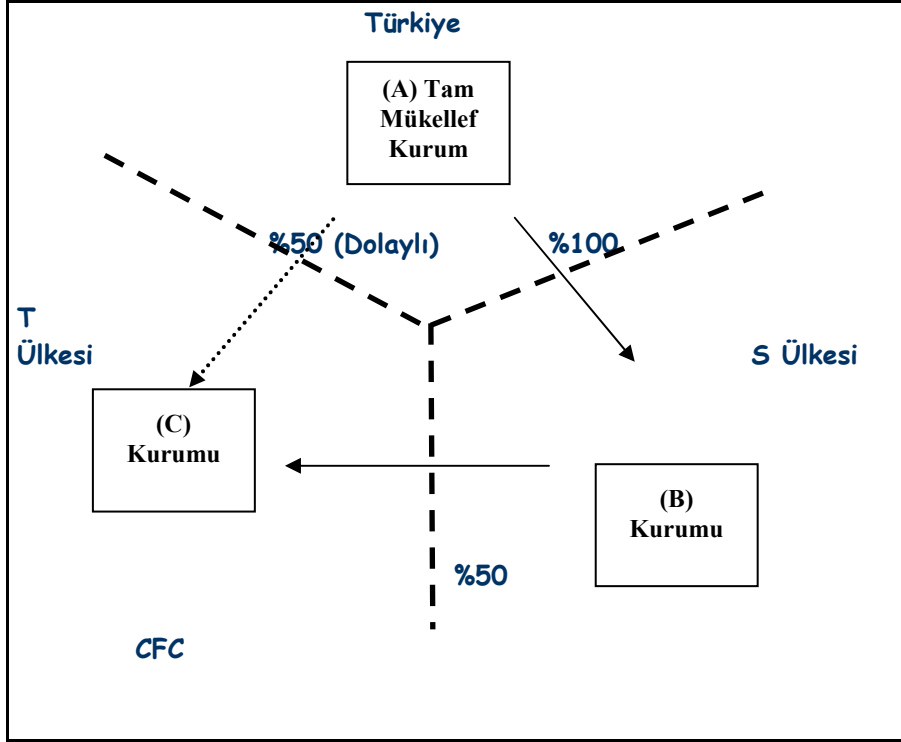 Türkiye
(A) Tam
Mükellef
Kurum
%50 (Dolaylı)
%100
T
Ülkesi
S Ülkesi
(C)
Kurumu
(B)
Kurumu
%50
CFC